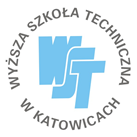 WYŻSZA SZKOŁA TECHNICZNA
WST
W KATOWICACH